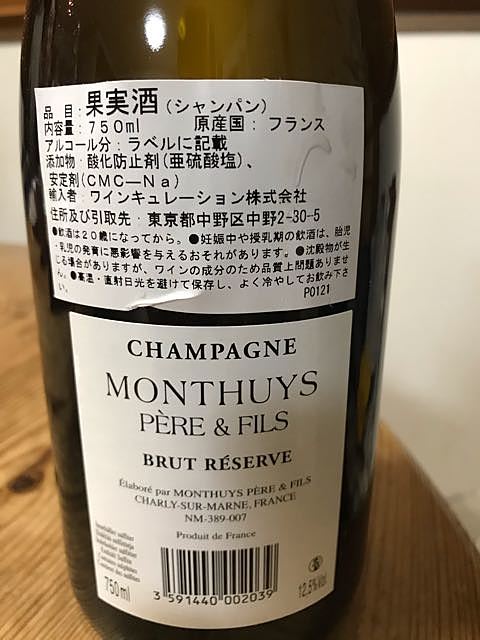 品 目:果実酒(シャンパン)
内容量:750ml 原産国: フランス
アルコール分:ラベルに記載
添加物:酸化防止剤(亜硫酸塩)、
安定剤(CMC―Na)
輸入者:ワインキュレーション株式会社
住所及び引取先:東京都中野区中野2-30-5
●飲酒は20歳になってから。●妊娠中や授乳期の飲酒は、胎児
・乳児の発育に悪影響を与えるおそれがあります。●沈殿物が生
じる場合がありますが、ワインの成分のため品質上問題ありませ
ん。●高温・直射日光を避けて保存し、よく冷やしてお飲み下さ
い。 P0121
CHAMPAGNE
MONTHUYS
PÈRE & FILS
BRUT RÉSERVE
Élaboré par MONTHUYS PÈRE & FILS
CHARLY-SUR-MARNE, FRANCE
NM-389-007
Produit de France
750ml
3 591440 002039
12,5% Vol.